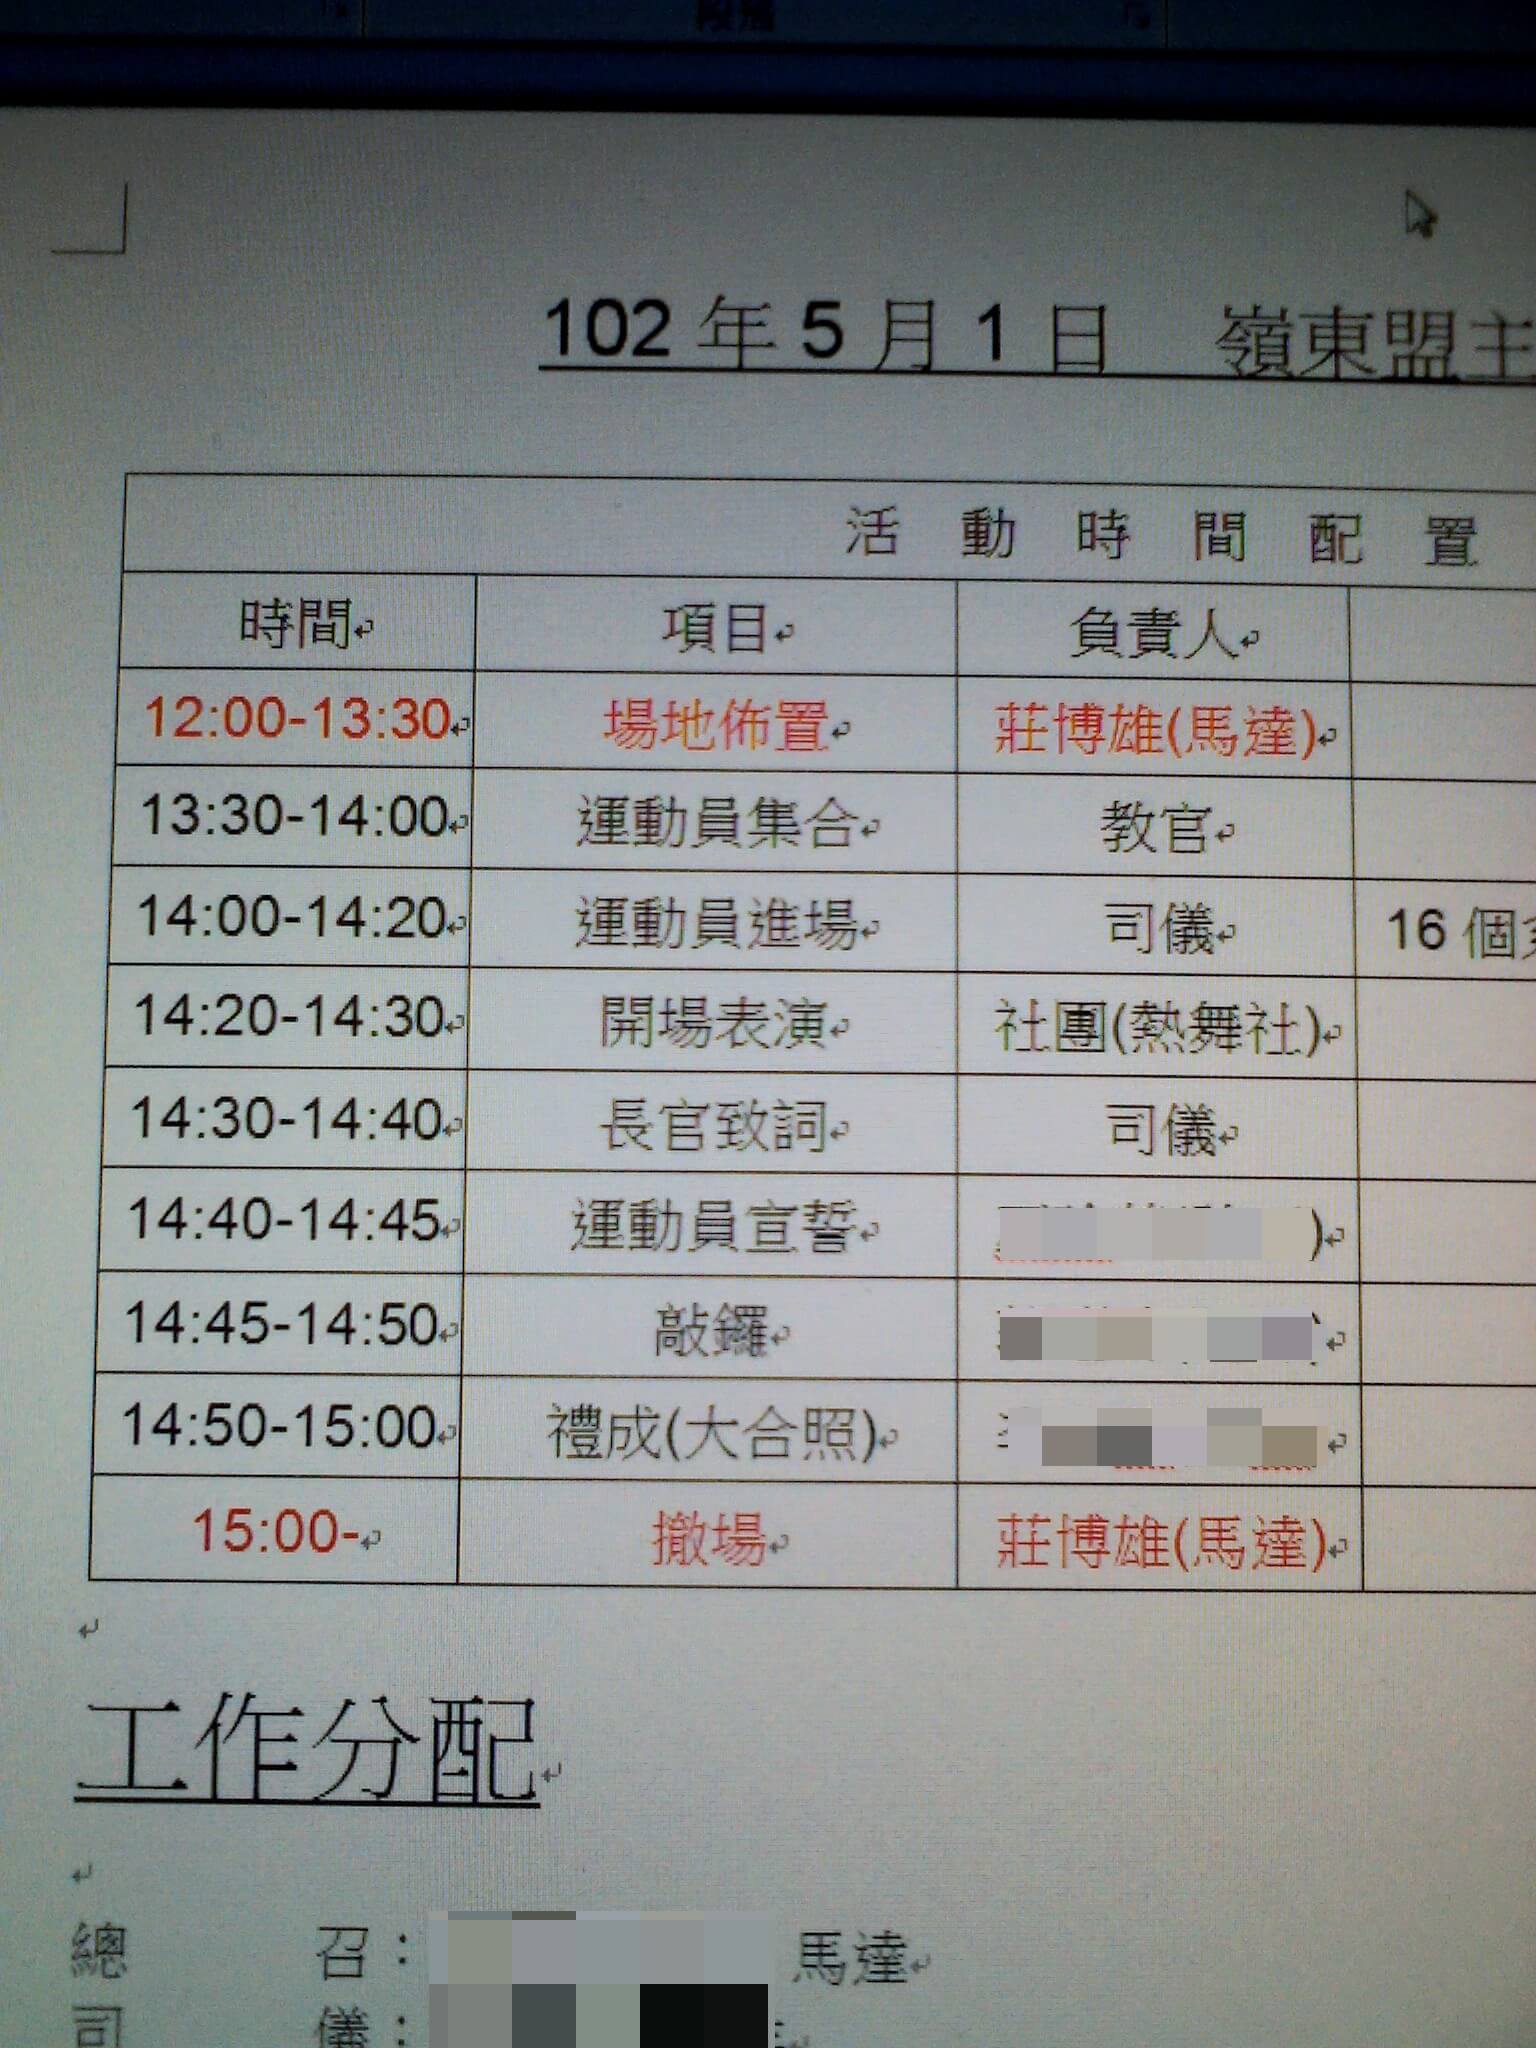 段落
102 年 5 月 1 日 嶺東盟主
活 動 時 間 配 置
時間 項目 負責人
12:00-13:30 場地佈置 莊博雄(馬達)
13:30-14:00 運動員集合 教官
14:00-14:20 運動員進場 司儀 16 個
14:20-14:30 開場表演 社團(熱舞社)
14:30-14:40 長官致詞 司儀
14:40-14:45 運動員宣誓 )
14:45-14:50 敲鑼
14:50-15:00 禮成(大合照)
15:00- 撤場 莊博雄(馬達)
工作分配
總 召： 馬達
司 儀：